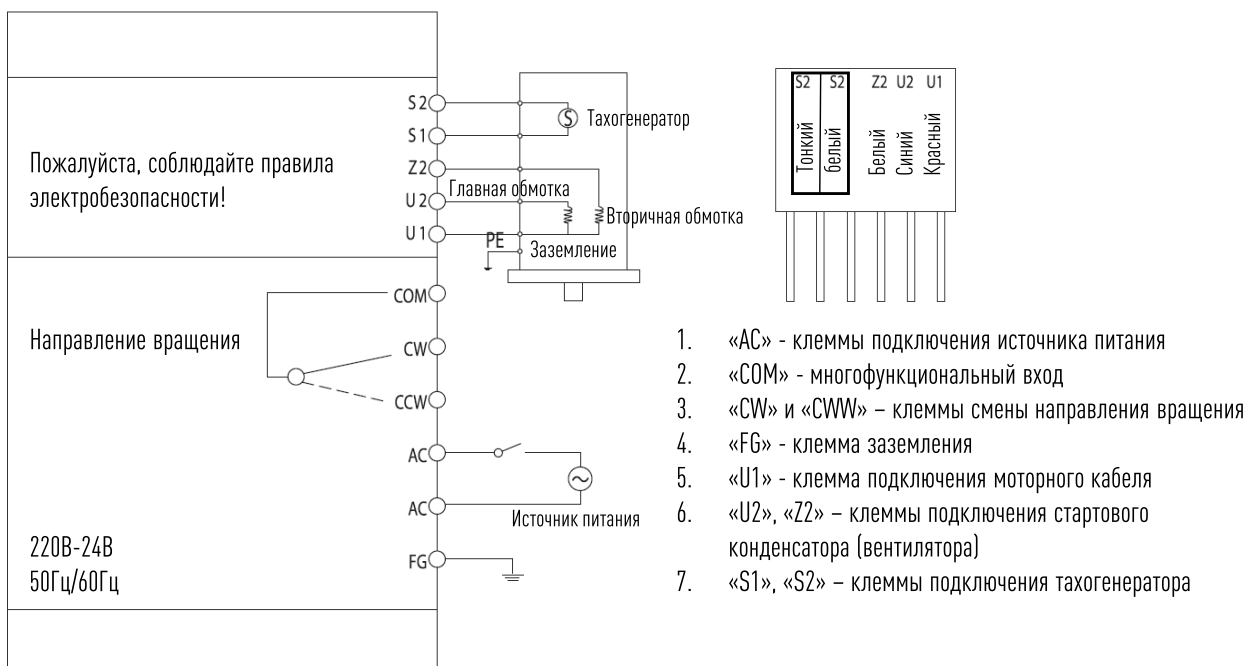 S2
S1
Z2
U2
U1
Тахогенератор
Главная обмотка
Вторичная обмотка
PE
Заземление
Пожалуйста, соблюдайте правила
электробезопасности!
Направление вращения
COM
CW
CCW
AC
AC
FG
Источник питания
220В-24В
50Гц/60Гц
S
S2 S2 Z2 U2 U1
Тонкий
белый
Белый
Синий
Красный
1. «AC» - клеммы подключения источника питания
2. «COM» - многофункциональный вход
3. «CW» и «CWW» – клеммы смены направления вращения
4. «FG» - клемма заземления
5. «U1» - клемма подключения моторного кабеля
6. «U2», «Z2» – клеммы подключения стартового
конденсатора (вентилятора)
7. «S1», «S2» – клеммы подключения тахогенератора